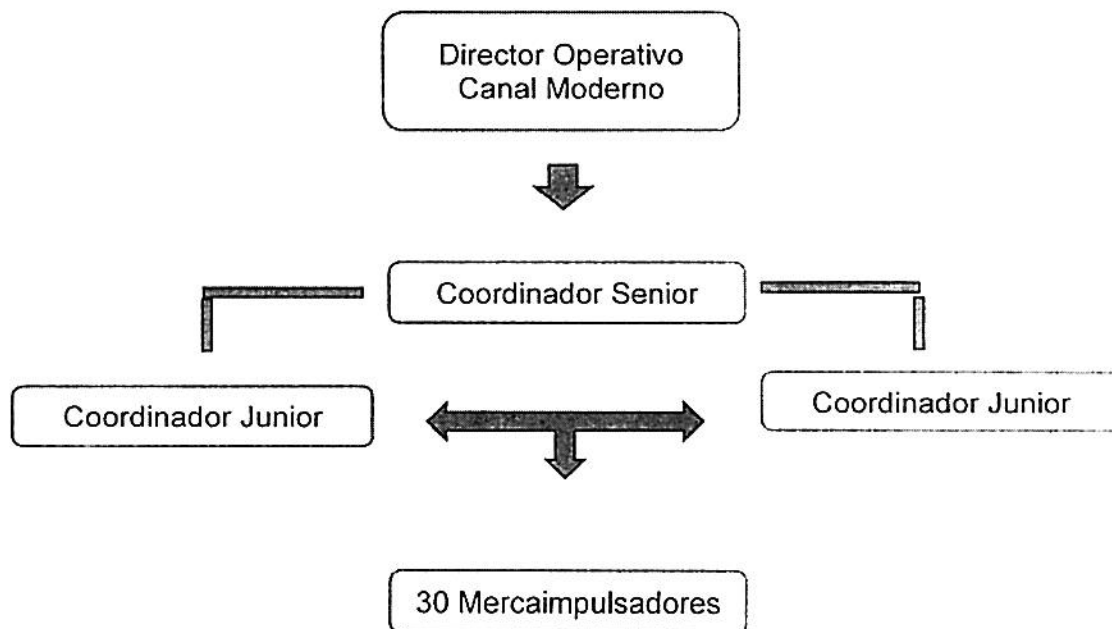 Director Operativo
Canal Moderno
Coordinador Senior
Coordinador Junior
Coordinador Junior
30 Mercaimpulsadores